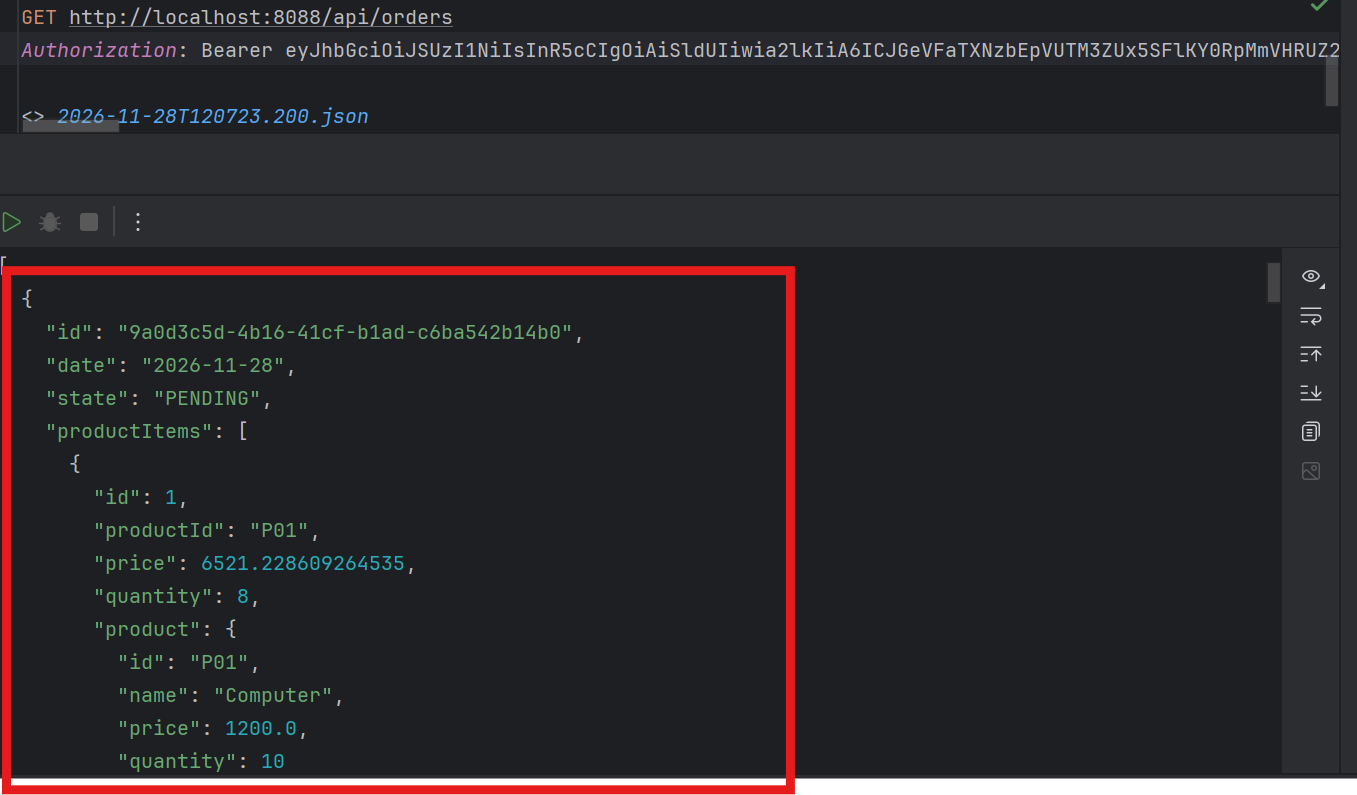 GET http://localhost:8088/api/orders
Authorization: Bearer eyJhbGciOiJSUzI1NiIsInR5cCIgOiAiSldUIiwia2lkIiA6ICJGeVFaTXNzbEpVUTM3ZUx5SFlKY0RpMmVHRUZ2
<> 2026-11-28T120723.200.json
[
{
"id": "9a0d3c5d-4b16-41cf-b1ad-c6ba542b14b0",
"date": "2026-11-28",
"state": "PENDING",
"productItems": [
{
"id": 1,
"productId": "P01",
"price": 6521.228609264535,
"quantity": 8,
"product": {
"id": "P01",
"name": "Computer",
"price": 1200.0,
"quantity": 10